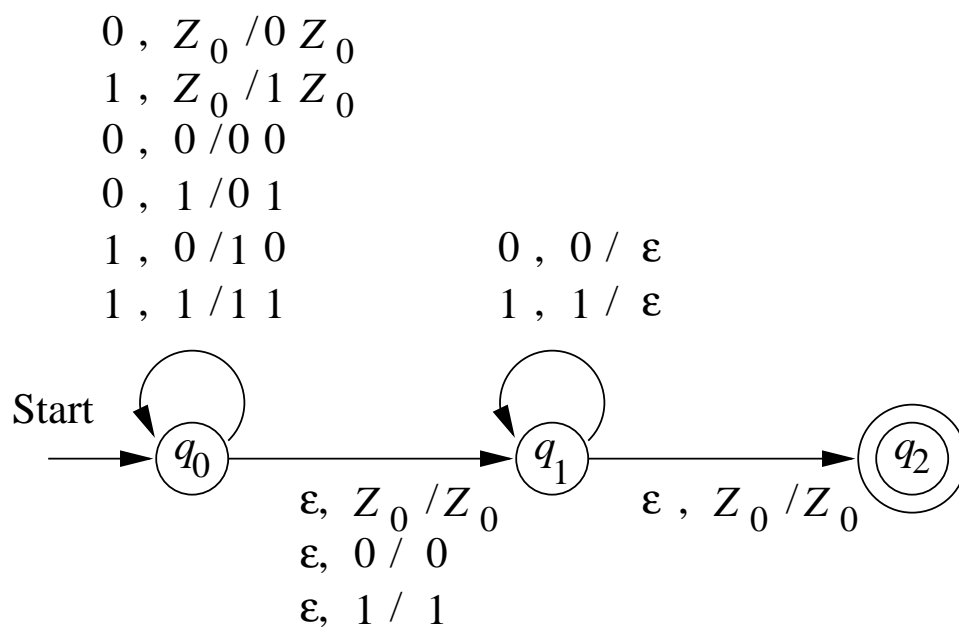 0 , Z0 /0 Z0
1 , Z0 /1 Z0
0 , 0 /0 0
0 , 1 /0 1
1 , 0 /1 0
1 , 1 /1 1
0 , 0 / ε
1 , 1 / ε
Start
q0
q1
q2
ε, Z0 /Z0
ε, 0 / 0
ε, 1 / 1
ε , Z0 /Z0